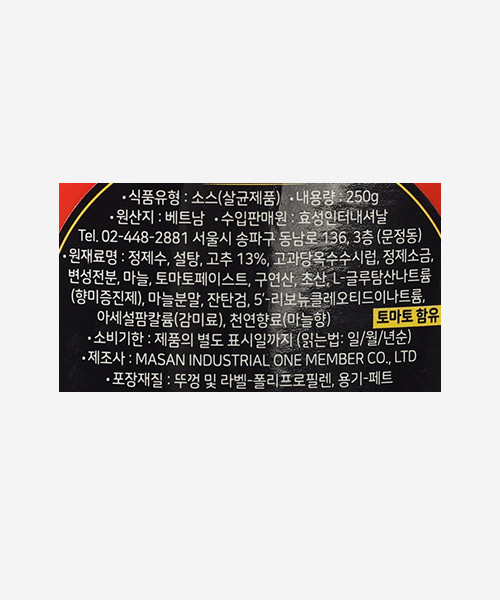 · 식품유형 : 소스(살균제품) · 내용량 : 250g
· 원산지 : 베트남 · 수입판매원 : 효성인터내셔날
Tel. 02-448-2881 서울시 송파구 동남로 136, 3층 (문정동)
· 원재료명 : 정제수, 설탕, 고추 13%, 고과당옥수수시럽, 정제소금,
변성전분, 마늘, 토마토페이스트, 구연산, 초산, L-글루탐산나트륨
(향미증진제), 마늘분말, 잔탄검, 5'-리보뉴클레오티드이나트륨,
아세설팜칼륨(감미료), 천연향료(마늘향) 토마토 함유
· 소비기한 : 제품의 별도 표시일까지 (읽는법: 일/월/년순)
· 제조사 : MASAN INDUSTRIAL ONE MEMBER CO., LTD
· 포장재질 : 뚜껑 및 라벨-폴리프로필렌, 용기-페트